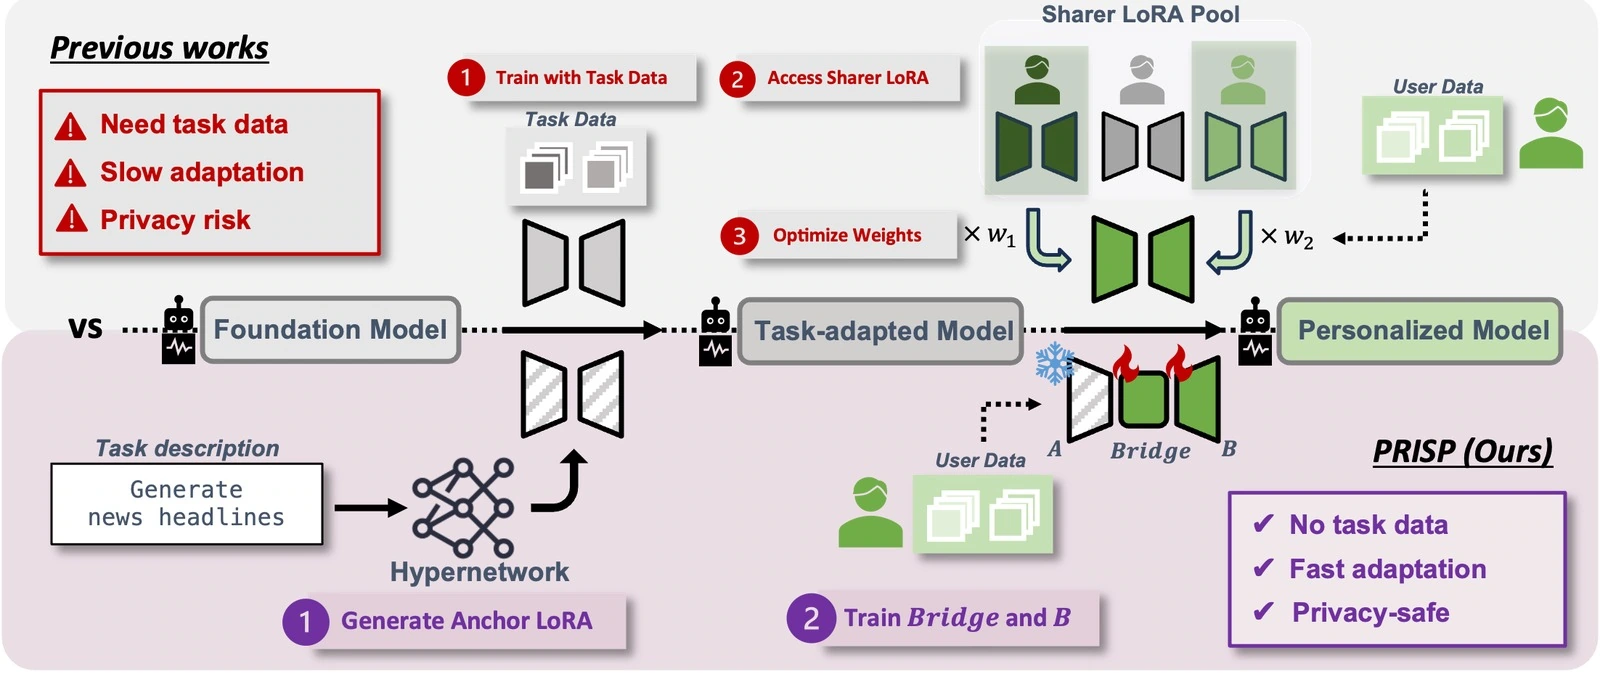 Previous works
Need task data
Slow adaptation
Privacy risk
1 Train with Task Data
Task Data
2 Access Sharer LoRA
Sharer LoRA Pool
User Data
3 Optimize Weights
× w1
× w2
vs
Foundation Model
Task-adapted Model
Personalized Model
Task description
Generate
news headlines
Hypernetwork
1 Generate Anchor LoRA
A Bridge B
User Data
2 Train Bridge and B
PRISP (Ours)
✔ No task data
✔ Fast adaptation
✔ Privacy-safe